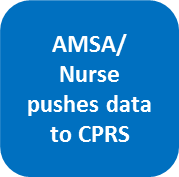 AMSA/
Nurse
pushes data
to CPRS